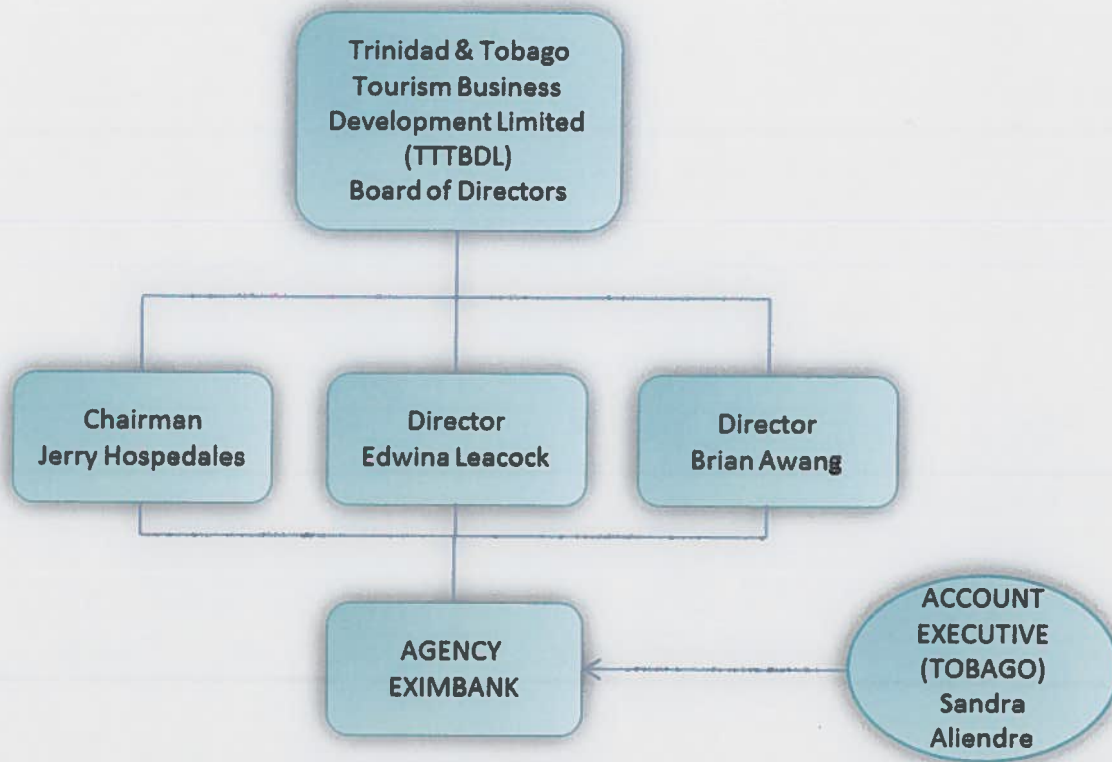 Trinidad & Tobago
Tourism Business
Development Limited
(TTTBDL)
Board of Directors
Chairman
Jerry Hospedales
Director
Edwina Leacock
Director
Brian Awang
AGENCY
EXIMBANK
ACCOUNT
EXECUTIVE
(TOBAGO)
Sandra
Aliendre